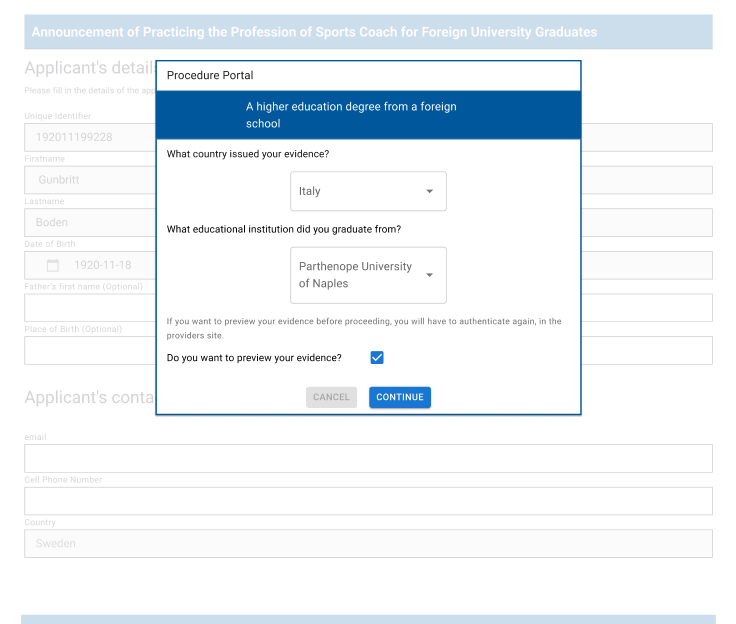 Announcement of Practicing the Profession of Sports Coach for Foreign University Graduates
Applicant's detail
Please fill in the details of the app
Unique Identifier
192011199228
Firstname
Gunbritt
Lastname
Boden
Date of Birth
1920-11-18
Father's first name (Optional)
Place of Birth (Optional)
Procedure Portal
A higher education degree from a foreign
school
What country issued your evidence?
Italy
What educational institution did you graduate from?
Parthenope University
of Naples
If you want to preview your evidence before proceeding, you will have to authenticate again, in the
providers site.
Do you want to preview your evidence?
CANCEL CONTINUE
Applicant's conta
email
Cell Phone Number
Country
Sweden